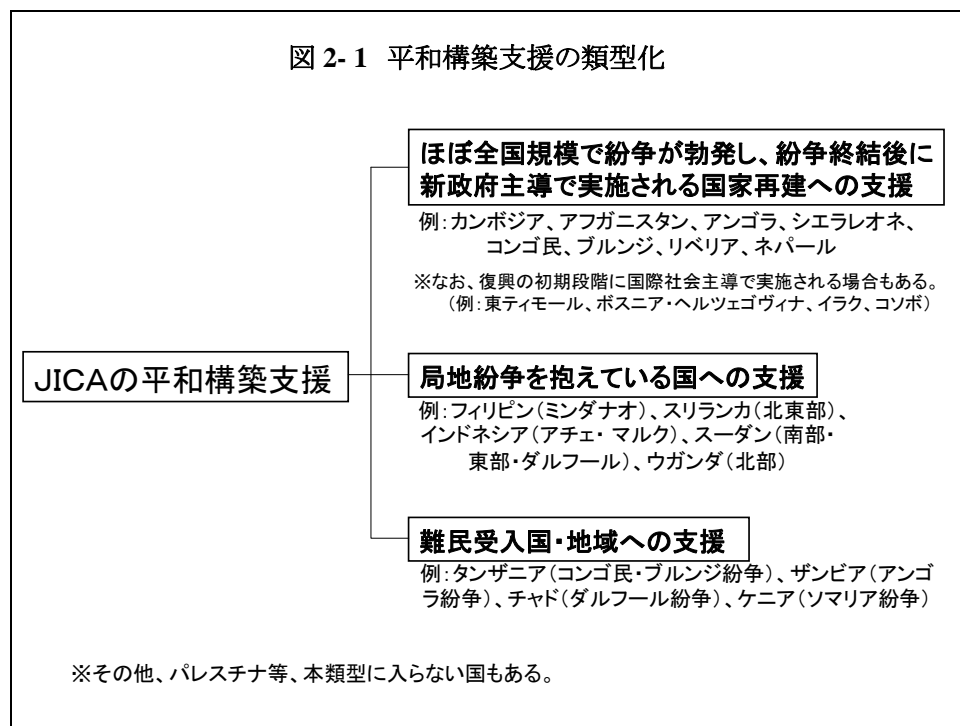 図 2- 1 平和構築支援の類型化
ほぼ全国規模で紛争が勃発し、紛争終結後に
新政府主導で実施される国家再建への支援
例：カンボジア、アフガニスタン、アンゴラ、シエラレオネ、
コンゴ民、ブルンジ、リベリア、ネパール
※なお、復興の初期段階に国際社会主導で実施される場合もある。
（例：東ティモール、ボスニア・ヘルツェゴヴィナ、イラク、コソボ）
JICAの平和構築支援
局地紛争を抱えている国への支援
例：フィリピン（ミンダナオ）、スリランカ（北東部）、
インドネシア（アチェ・ マルク）、スーダン（南部・
東部・ダルフール）、ウガンダ（北部）
難民受入国・地域への支援
例：タンザニア（コンゴ民・ブルンジ紛争）、ザンビア（アンゴ
ラ紛争）、チャド（ダルフール紛争）、ケニア（ソマリア紛争）
※その他、パレスチナ等、本類型に入らない国もある。